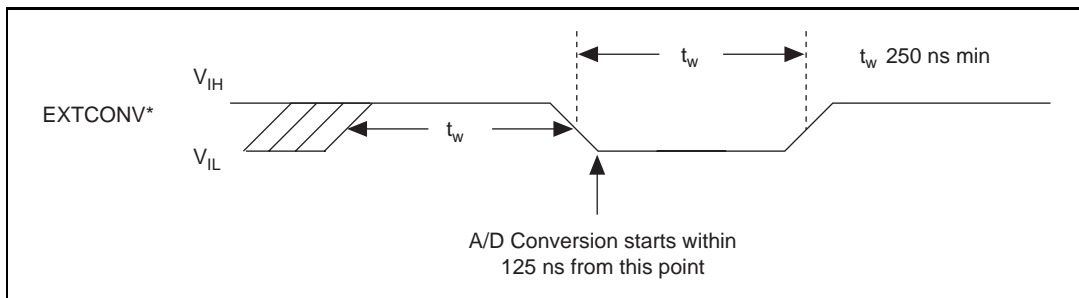 t_w
t_w 250 ns min
V_IH
EXTCONV*
t_w
V_IL
A/D Conversion starts within
125 ns from this point